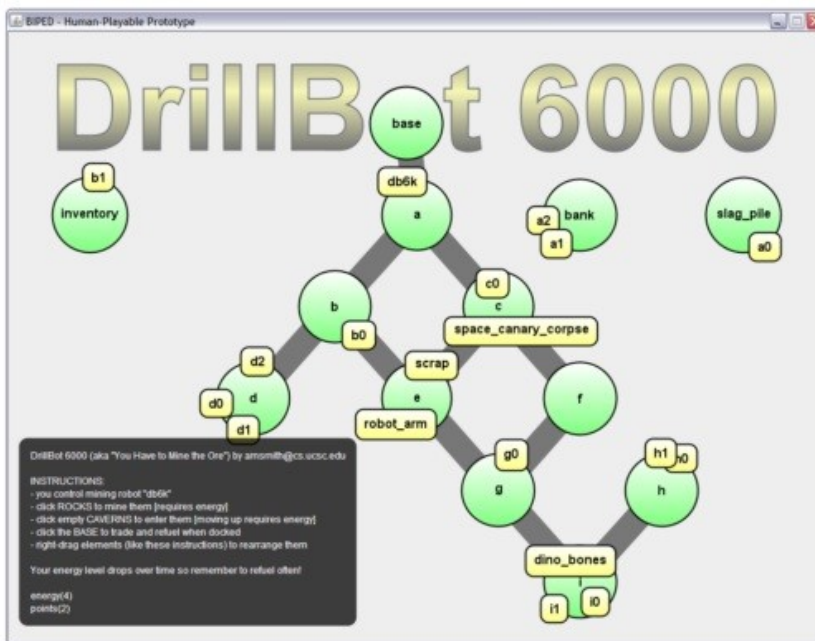 BIPED - Human-Playable Prototype
DrillBot 6000
base
db6k
b1
inventory
a
a2
bank
a1
slag_pile
a0
b
b0
c0
c
space_canary_corpse
d2
d
d0
d1
scrap
e
robot_arm
f
g0
g
h1
h0
h
dino_bones
i
i1
i0
DrillBot 6000 (aka "You Have to Mine the Ore") by amsmith@cs.ucsc.edu
INSTRUCTIONS:
- you control mining robot "db6k"
- click ROCKS to mine them [requires energy]
- click empty CAVERNS to enter them [moving up requires energy]
- click the BASE to trade and refuel when docked
- right-drag elements (like these instructions) to rearrange them
Your energy level drops over time so remember to refuel often!
energy(4)
points(2)